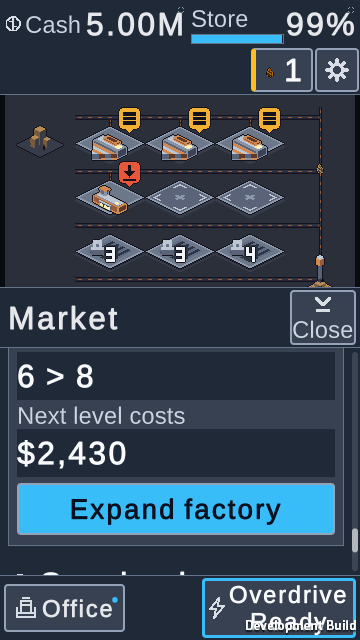 Cash 5.00M Store 99%
1
3 3 4
Market
Close
6 > 8
Next level costs
$2,430
Expand factory
Office
Overdrive
Ready
Development Build